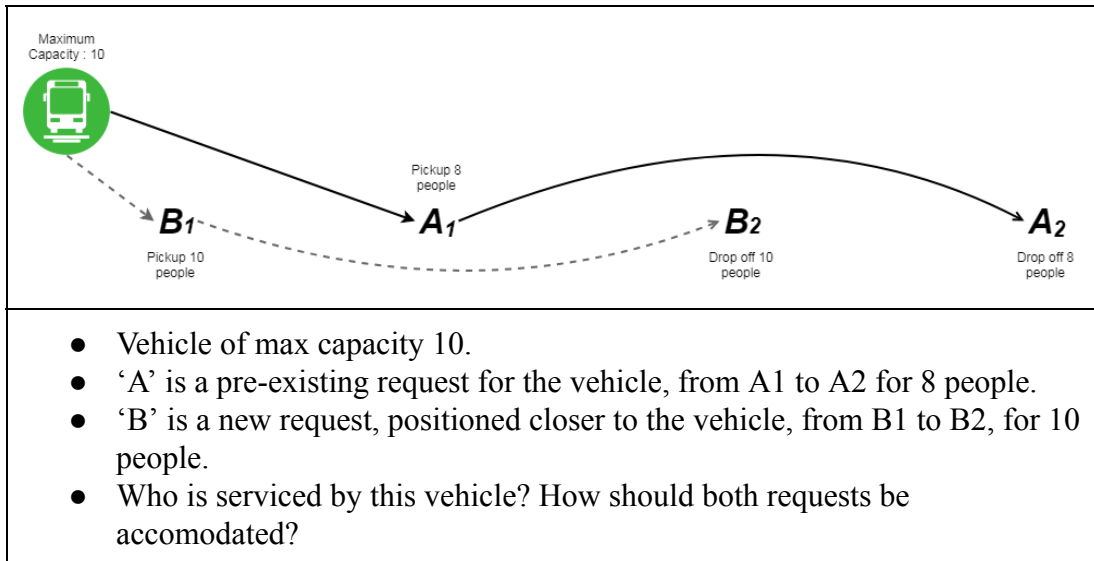 Maximum
Capacity : 10
Pickup 8
people
B1
A1
B2
A2
Pickup 10
people
Drop off 10
people
Drop off 8
people
● Vehicle of max capacity 10.
● ‘A’ is a pre-existing request for the vehicle, from A1 to A2 for 8 people.
● ‘B’ is a new request, positioned closer to the vehicle, from B1 to B2, for 10
people.
● Who is serviced by this vehicle? How should both requests be
accomodated?